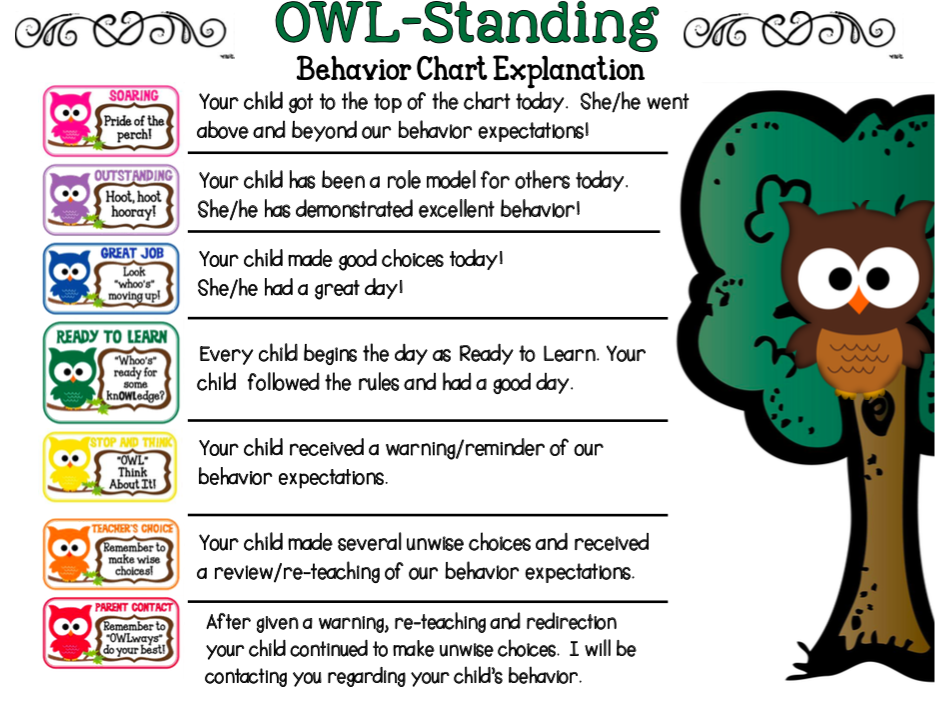 OWL-Standing
Behavior Chart Explanation
SOARING
Pride of the
perch!
Your child got to the top of the chart today. She/he went
above and beyond our behavior expectations!
OUTSTANDING
Hoot, hoot
hooray!
Your child has been a role model for others today.
She/he has demonstrated excellent behavior!
GREAT JOB
Look
"whoo's"
moving up!
Your child made good choices today!
She/he had a great day!
READY TO LEARN
"Whoo's"
ready for
some
knOWLedge?
Every child begins the day as Ready to Learn. Your
child followed the rules and had a good day.
STOP AND THINK
"OWL"
Think
About It!
Your child received a warning/reminder of our
behavior expectations.
TEACHER'S CHOICE
Remember to
make wise
choices!
Your child made several unwise choices and received
a review/re-teaching of our behavior expectations.
PARENT CONTACT
Remember to
"OWLways"
do your best!
After given a warning, re-teaching and redirection
your child continued to make unwise choices. I will be
contacting you regarding your child's behavior.